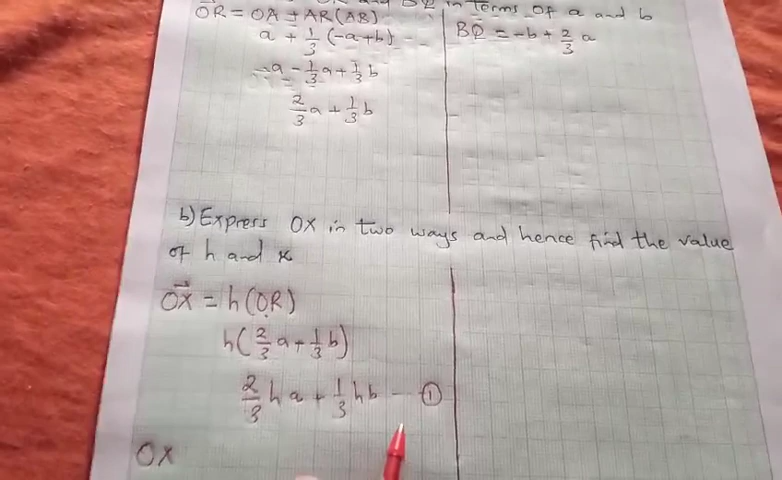 in terms of a and b
OR = OA + AR(AB)
a + 1/3 (-a+b)
a - 1/3 a + 1/3 b
2/3 a + 1/3 b
BQ = -b + 2/3 a
b) Express OX in two ways and hence find the value
of h and k
OX = h(OR)
h(2/3 a + 1/3 b)
2/3 ha + 1/3 hb - ①
OX